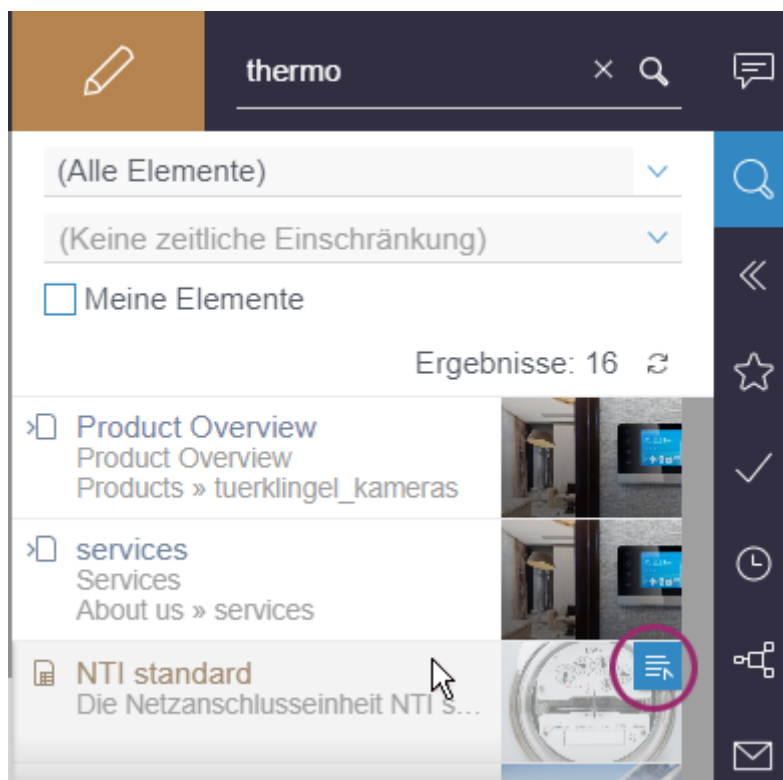 thermo
(Alle Elemente)
(Keine zeitliche Einschränkung)
Meine Elemente
Ergebnisse: 16
Product Overview
Product Overview
Products » tuerklingel_kameras
services
Services
About us » services
NTI standard
Die Netzanschlusseinheit NTI s...